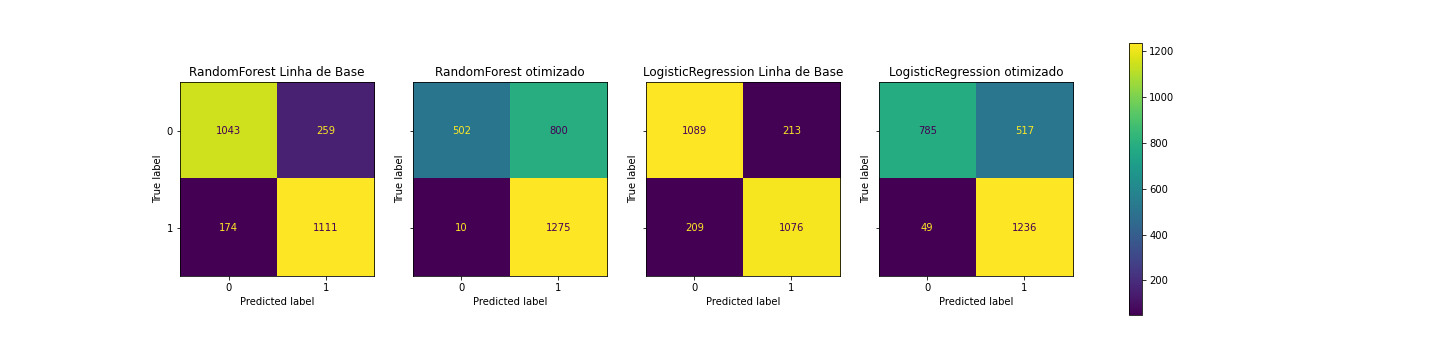 RandomForest Linha de Base
RandomForest otimizado
LogisticRegression Linha de Base
LogisticRegression otimizado
True label
0
1
1043
259
174
1111
0
1
Predicted label
True label
502
800
10
1275
0
1
Predicted label
True label
1089
213
209
1076
0
1
Predicted label
True label
785
517
49
1236
0
1
Predicted label
1200
1000
800
600
400
200